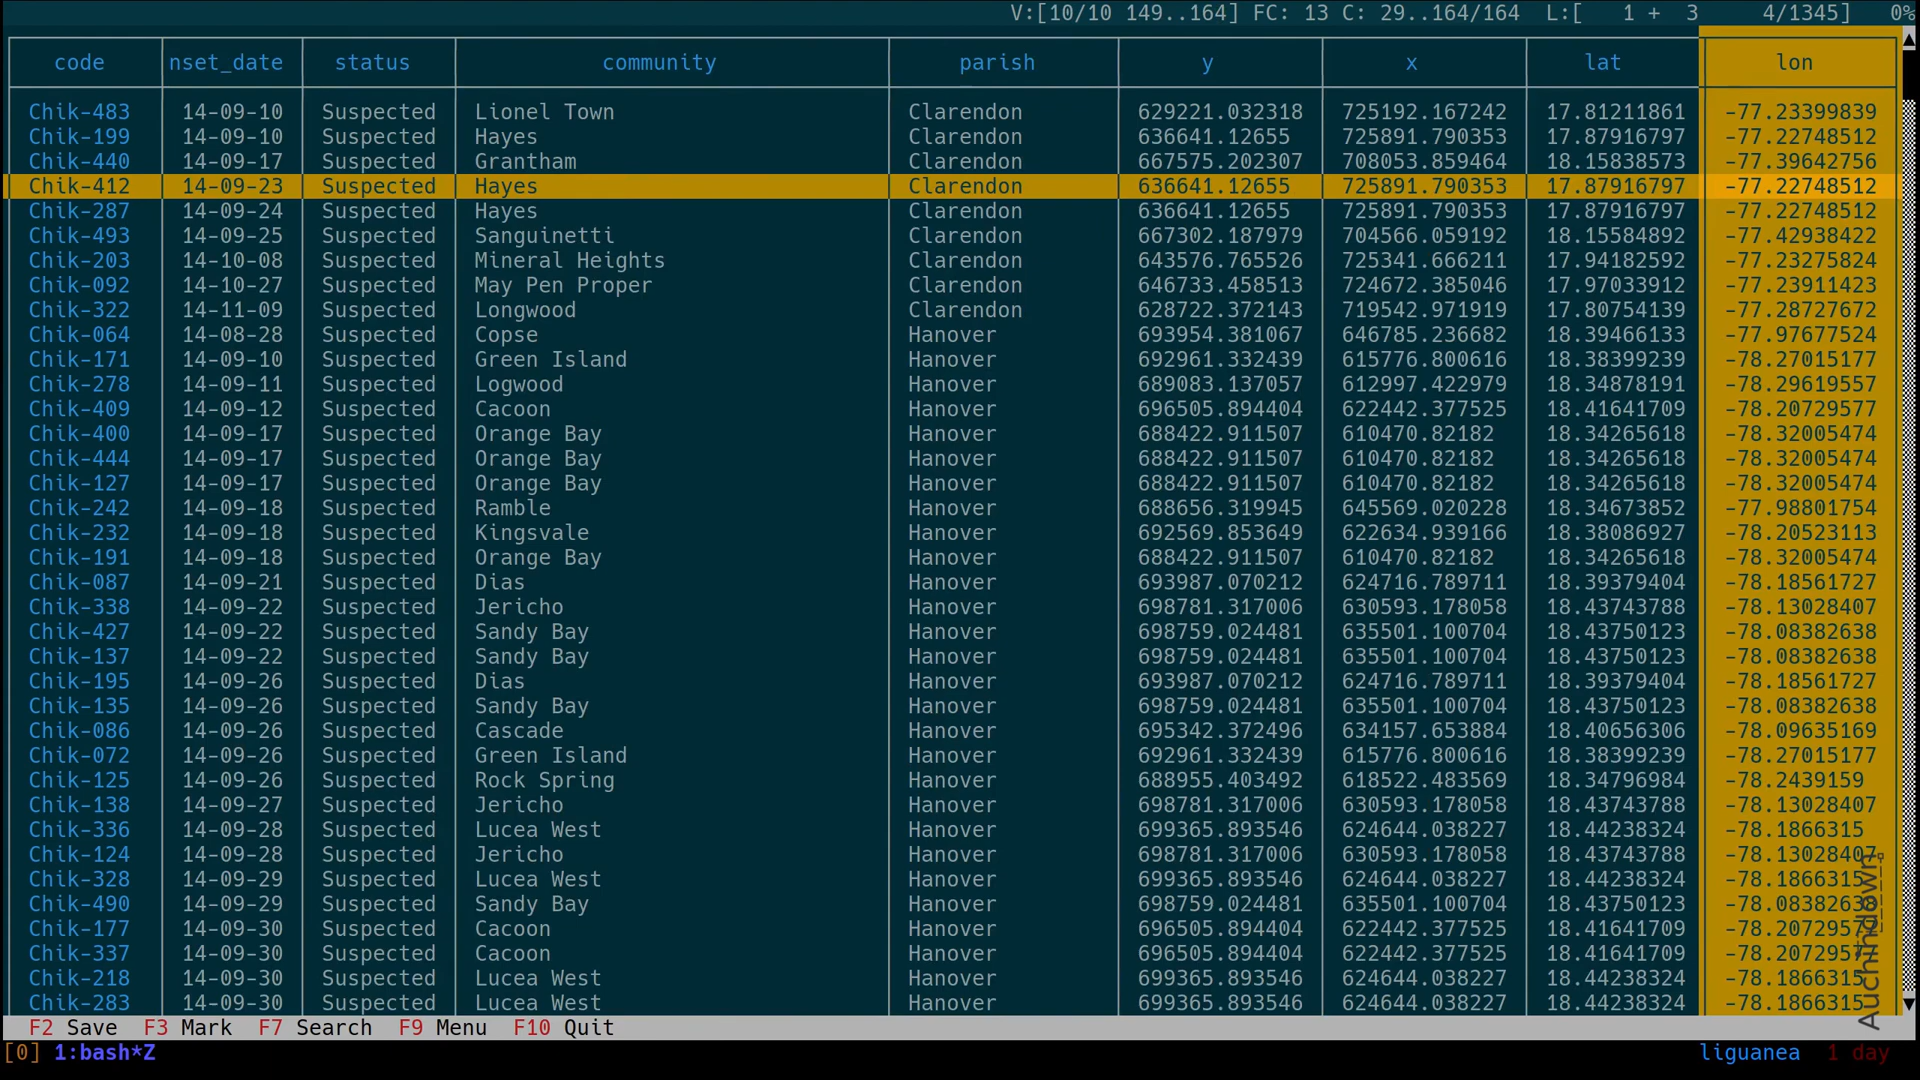 V:[10/10 149..164] FC: 13 C: 29..164/164 L:[ 1 + 3 4/1345] 0%
code nset_date status community parish y x lat lon
Chik-483 14-09-10 Suspected Lionel Town Clarendon 629221.032318 725192.167242 17.81211861 -77.23399839
Chik-199 14-09-10 Suspected Hayes Clarendon 636641.12655 725891.790353 17.87916797 -77.22748512
Chik-440 14-09-17 Suspected Grantham Clarendon 667575.202307 708053.859464 18.15838573 -77.39642756
Chik-412 14-09-23 Suspected Hayes Clarendon 636641.12655 725891.790353 17.87916797 -77.22748512
Chik-287 14-09-24 Suspected Hayes Clarendon 636641.12655 725891.790353 17.87916797 -77.22748512
Chik-493 14-09-25 Suspected Sanguinetti Clarendon 667302.187979 704566.059192 18.15584892 -77.42938422
Chik-203 14-10-08 Suspected Mineral Heights Clarendon 643576.765526 725341.666211 17.94182592 -77.23275824
Chik-092 14-10-27 Suspected May Pen Proper Clarendon 646733.458513 724672.385046 17.97033912 -77.23911423
Chik-322 14-11-09 Suspected Longwood Clarendon 628722.372143 719542.971919 17.80754139 -77.28727672
Chik-064 14-08-28 Suspected Copse Hanover 693954.381067 646785.236682 18.39466133 -77.97677524
Chik-171 14-09-10 Suspected Green Island Hanover 692961.332439 615776.800616 18.38399239 -78.27015177
Chik-278 14-09-11 Suspected Logwood Hanover 689083.137057 612997.422979 18.34878191 -78.29619557
Chik-409 14-09-12 Suspected Cacoon Hanover 696505.894404 622442.377525 18.41641709 -78.20729577
Chik-400 14-09-17 Suspected Orange Bay Hanover 688422.911507 610470.82182 18.34265618 -78.32005474
Chik-444 14-09-17 Suspected Orange Bay Hanover 688422.911507 610470.82182 18.34265618 -78.32005474
Chik-127 14-09-17 Suspected Orange Bay Hanover 688422.911507 610470.82182 18.34265618 -78.32005474
Chik-242 14-09-18 Suspected Ramble Hanover 688656.319945 645569.020228 18.34673852 -77.98801754
Chik-232 14-09-18 Suspected Kingsvale Hanover 692569.853649 622634.939166 18.38086927 -78.20523113
Chik-191 14-09-18 Suspected Orange Bay Hanover 688422.911507 610470.82182 18.34265618 -78.32005474
Chik-087 14-09-21 Suspected Dias Hanover 693987.070212 624716.789711 18.39379404 -78.18561727
Chik-338 14-09-22 Suspected Jericho Hanover 698781.317006 630593.178058 18.43743788 -78.13028407
Chik-427 14-09-22 Suspected Sandy Bay Hanover 698759.024481 635501.100704 18.43750123 -78.08382638
Chik-137 14-09-22 Suspected Sandy Bay Hanover 698759.024481 635501.100704 18.43750123 -78.08382638
Chik-195 14-09-26 Suspected Dias Hanover 693987.070212 624716.789711 18.39379404 -78.18561727
Chik-135 14-09-26 Suspected Sandy Bay Hanover 698759.024481 635501.100704 18.43750123 -78.08382638
Chik-086 14-09-26 Suspected Cascade Hanover 695342.372496 634157.653884 18.40656306 -78.09635169
Chik-072 14-09-26 Suspected Green Island Hanover 692961.332439 615776.800616 18.38399239 -78.27015177
Chik-125 14-09-26 Suspected Rock Spring Hanover 688955.403492 618522.483569 18.34796984 -78.2439159
Chik-138 14-09-27 Suspected Jericho Hanover 698781.317006 630593.178058 18.43743788 -78.13028407
Chik-336 14-09-28 Suspected Lucea West Hanover 699365.893546 624644.038227 18.44238324 -78.1866315
Chik-124 14-09-28 Suspected Jericho Hanover 698781.317006 630593.178058 18.43743788 -78.13028407
Chik-328 14-09-29 Suspected Lucea West Hanover 699365.893546 624644.038227 18.44238324 -78.1866315
Chik-490 14-09-29 Suspected Sandy Bay Hanover 698759.024481 635501.100704 18.43750123 -78.08382638
Chik-177 14-09-30 Suspected Cacoon Hanover 696505.894404 622442.377525 18.41641709 -78.20729577
Chik-337 14-09-30 Suspected Cacoon Hanover 696505.894404 622442.377525 18.41641709 -78.20729577
Chik-218 14-09-30 Suspected Lucea West Hanover 699365.893546 624644.038227 18.44238324 -78.1866315
Chik-283 14-09-30 Suspected Lucea West Hanover 699365.893546 624644.038227 18.44238324 -78.1866315
Auchindown
F2 Save F3 Mark F7 Search F9 Menu F10 Quit
[0] 1:bash*Z liguanea 1 day